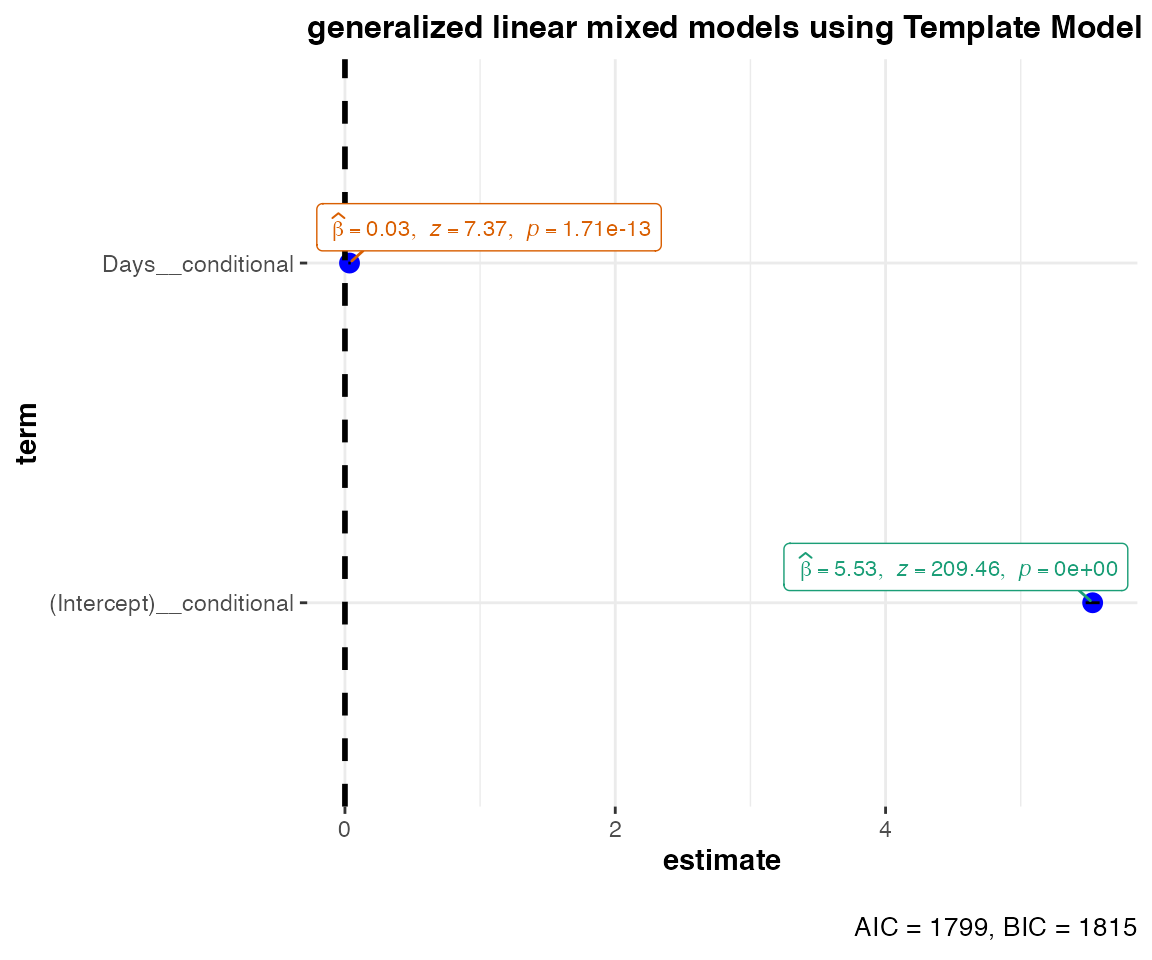 generalized linear mixed models using Template Model
β̂ = 0.03, z = 7.37, p = 1.71e-13
Days__conditional
term
β̂ = 5.53, z = 209.46, p = 0e+00
(Intercept)__conditional
0 2 4
estimate
AIC = 1799, BIC = 1815